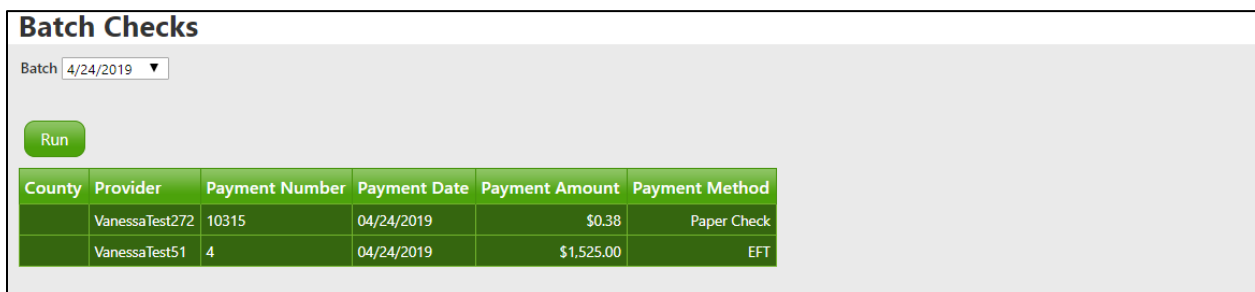 Batch Checks
Batch 4/24/2019
Run
County Provider Payment Number Payment Date Payment Amount Payment Method
VanessaTest272 10315 04/24/2019 $0.38 Paper Check
VanessaTest51 4 04/24/2019 $1,525.00 EFT